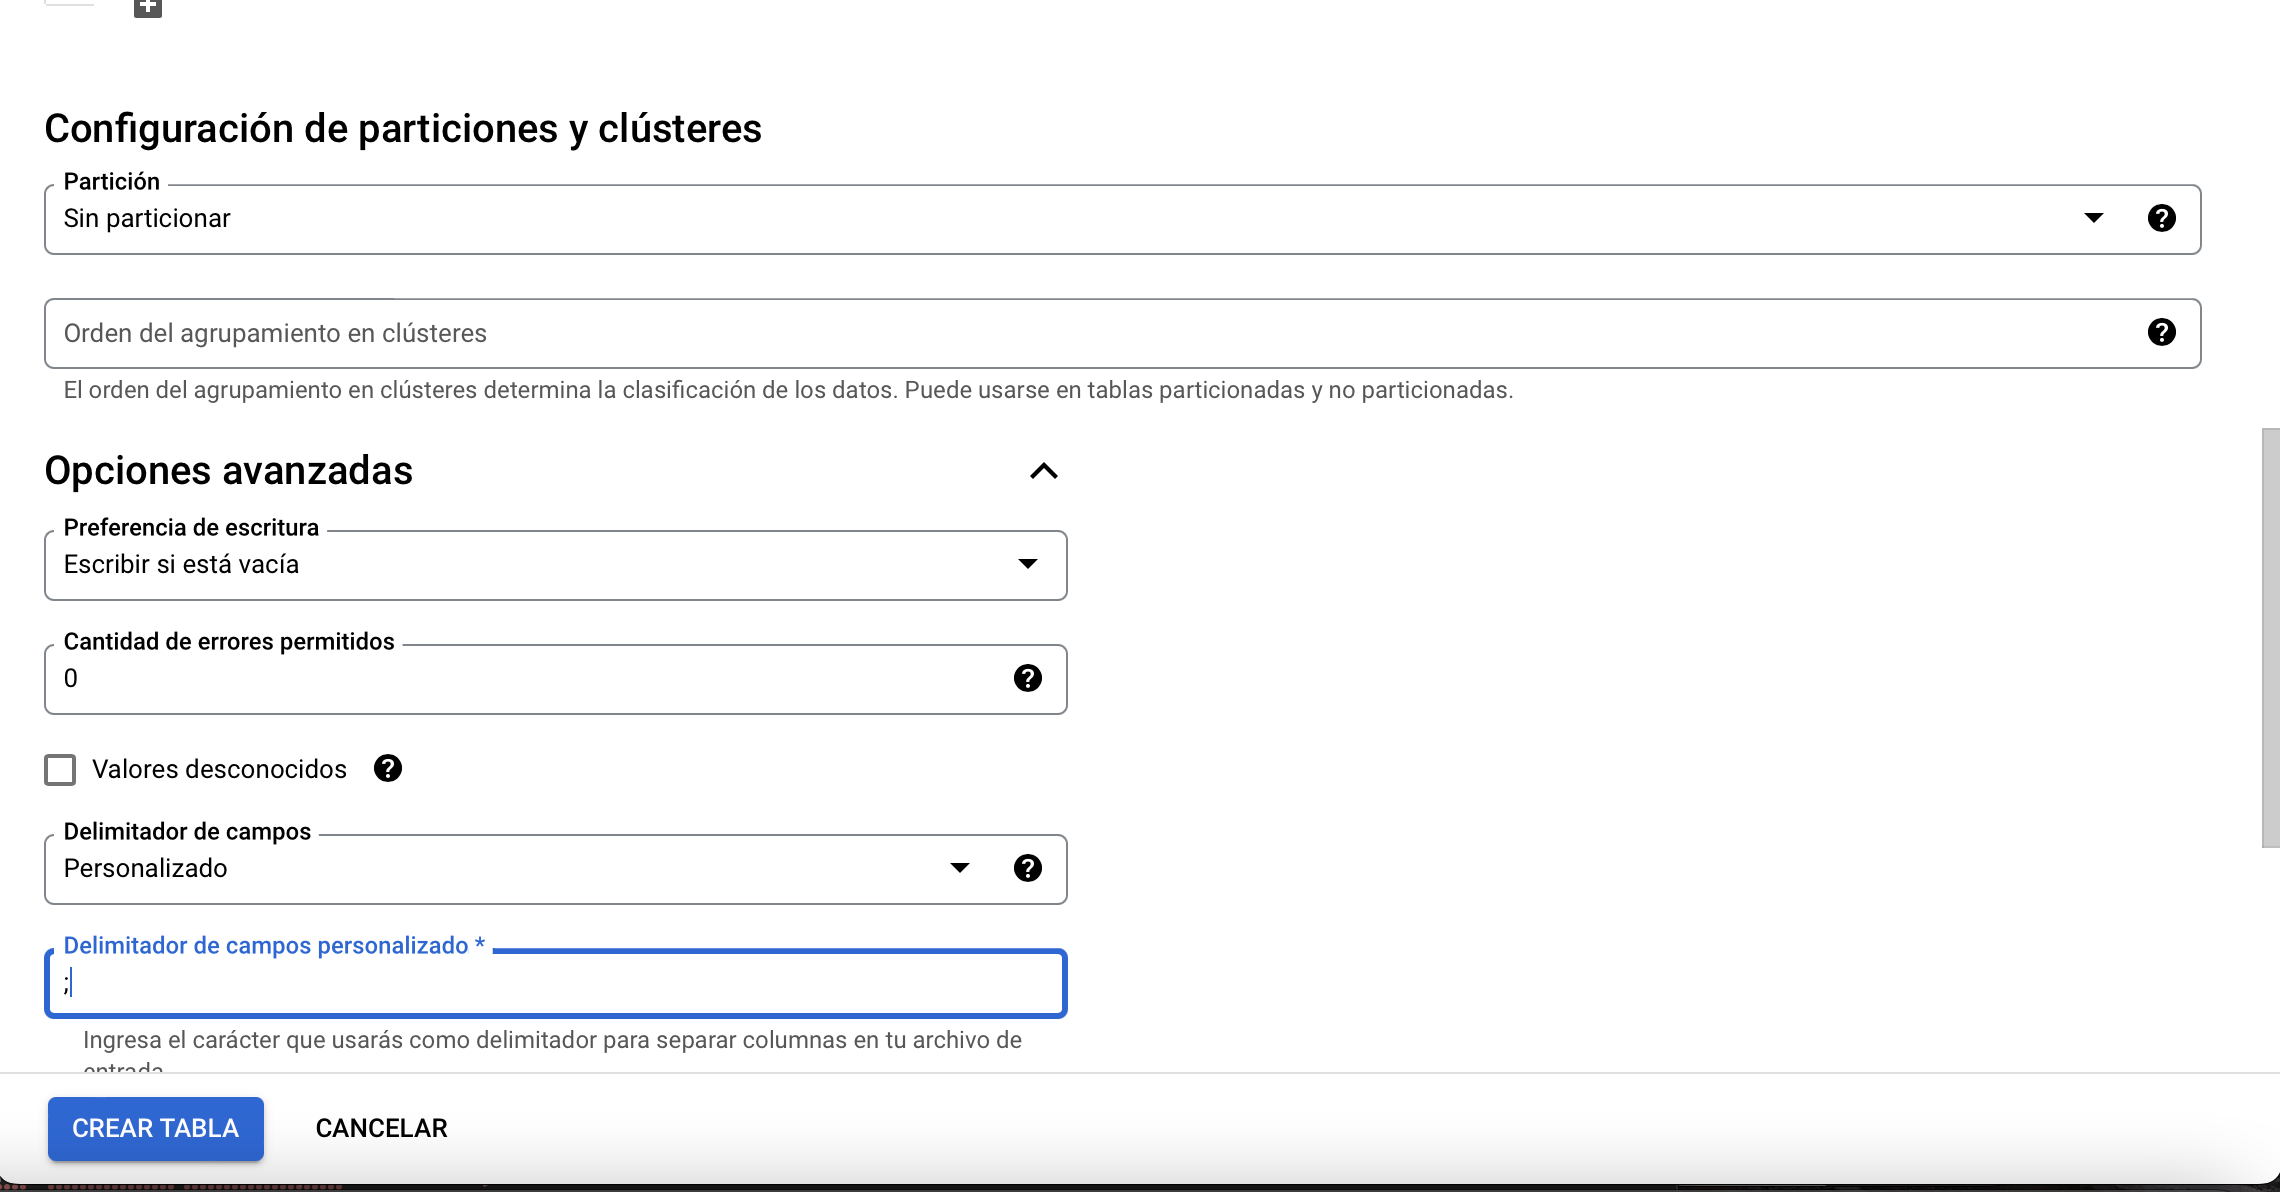 Configuración de particiones y clústeres
Partición
Sin particionar
Orden del agrupamiento en clústeres
El orden del agrupamiento en clústeres determina la clasificación de los datos. Puede usarse en tablas particionadas y no particionadas.
Opciones avanzadas
Preferencia de escritura
Escribir si está vacía
Cantidad de errores permitidos
0
Valores desconocidos
Delimitador de campos
Personalizado
Delimitador de campos personalizado *
;
Ingresa el carácter que usarás como delimitador para separar columnas en tu archivo de
entrada
CREAR TABLA
CANCELAR